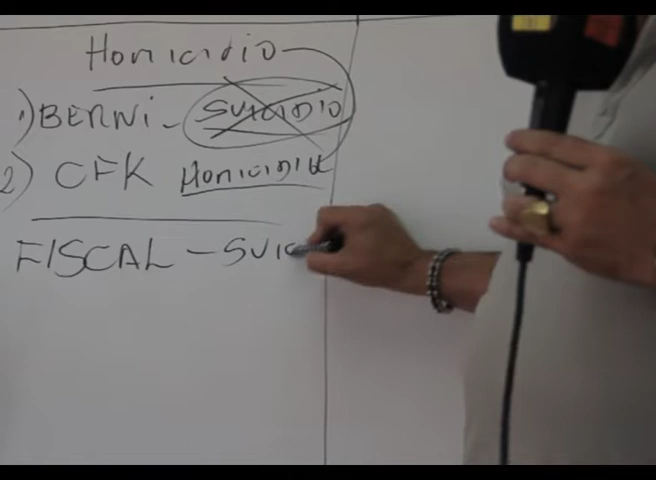 Homicidio
1) BERNI - SUICIDIO
2) CFK HOMICIDIO
FISCAL - SUIC